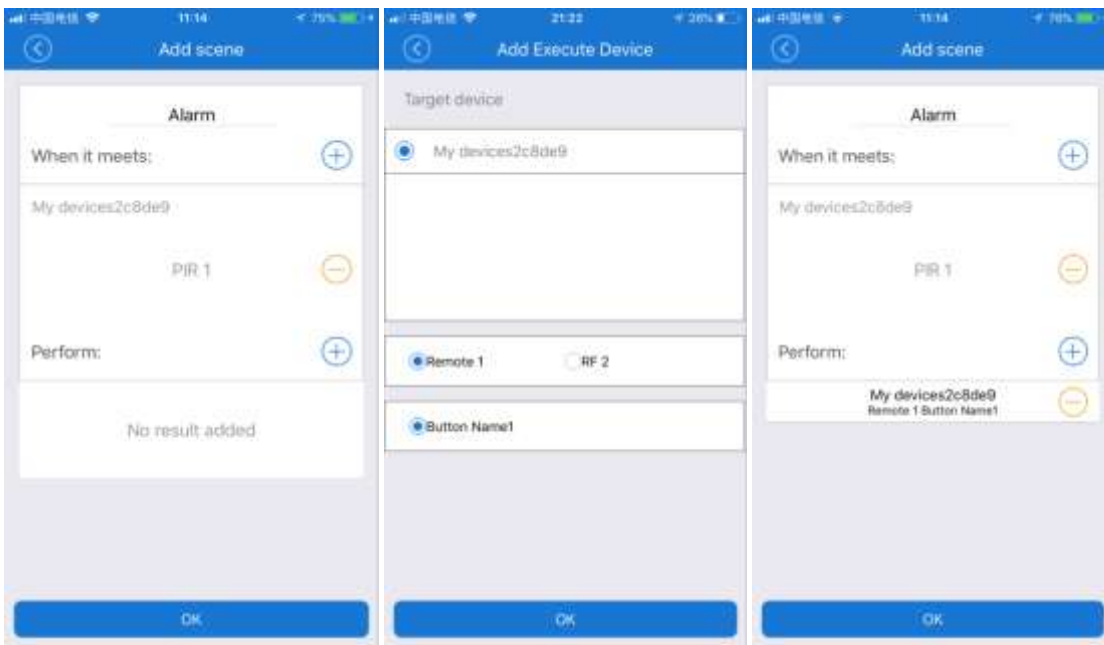 中国电信 11:14 75%
Add scene
Alarm
When it meets:
My devices2c8de9
PIR 1
Perform:
No result added
OK
中国电信 21:22 26%
Add Execute Device
Target device
My devices2c8de9
Remote 1 RF 2
Button Name1
OK
中国电信 11:14 76%
Add scene
Alarm
When it meets:
My devices2c8de9
PIR 1
Perform:
My devices2c8de9
Remote 1 Button Name1
OK